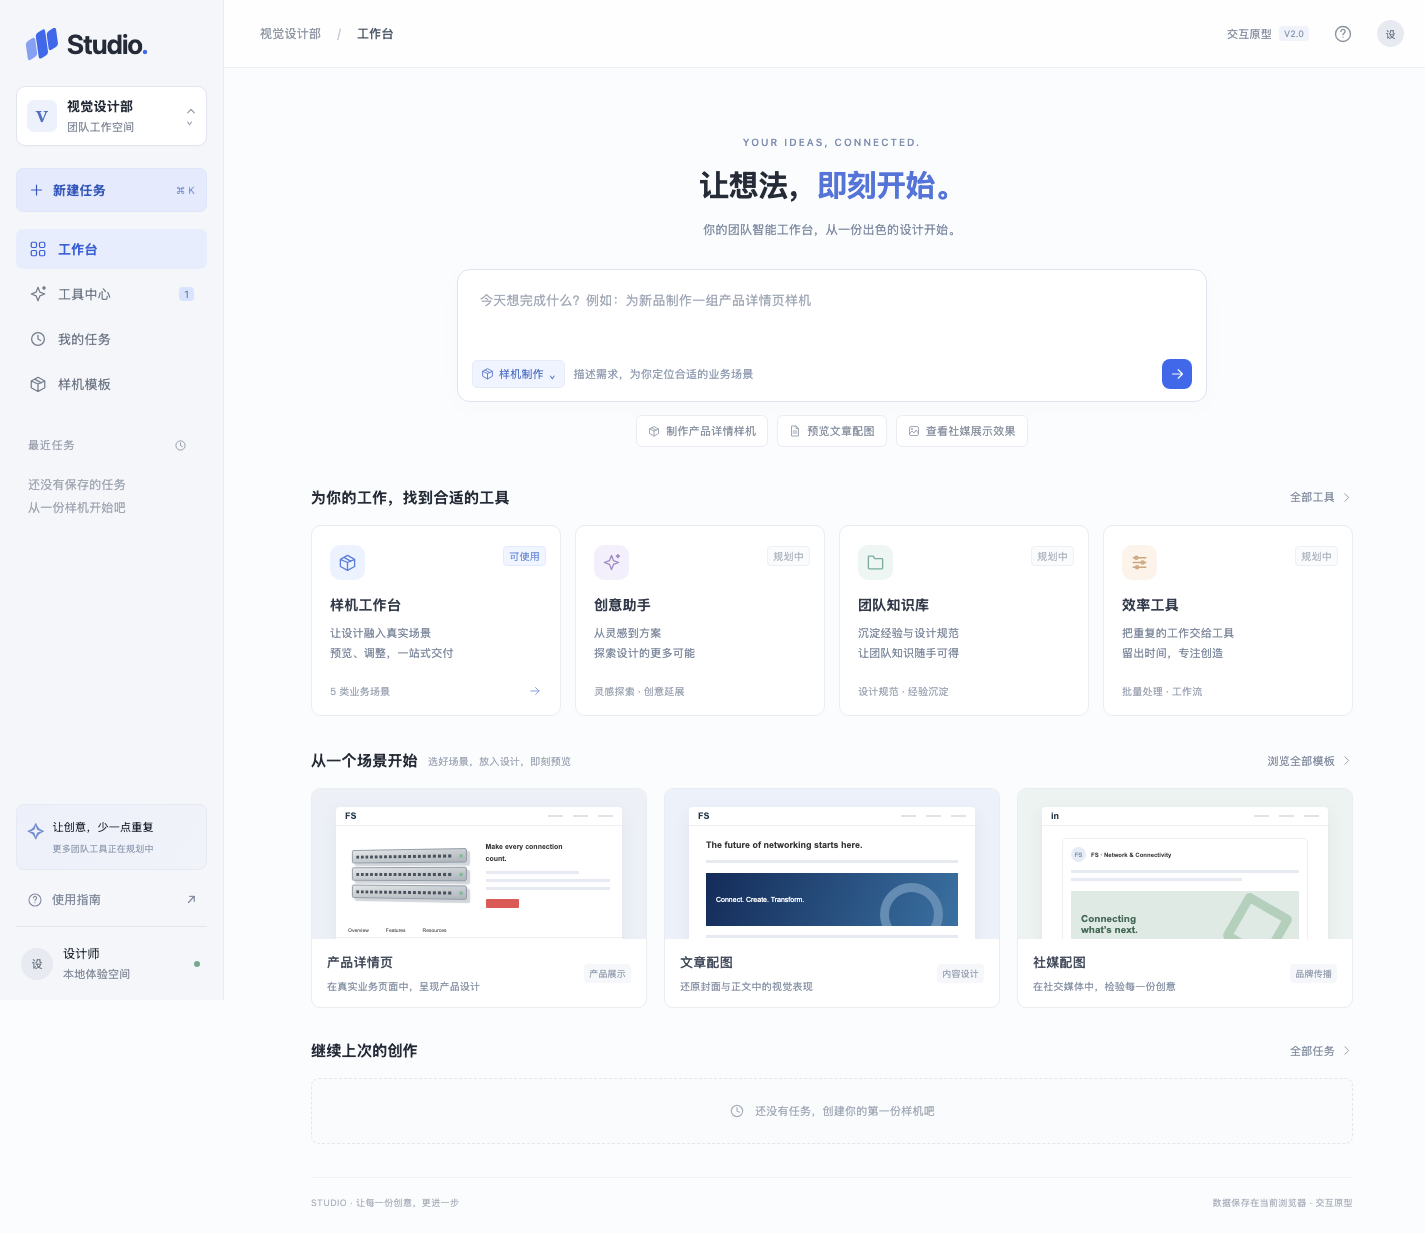 Studio.
视觉设计部
团队工作空间
新建任务 ⌘ K
工作台
工具中心 1
我的任务
样机模板
最近任务
还没有保存的任务
从一份样机开始吧
让创意，少一点重复
更多团队工具正在规划中
使用指南
设 设计师
本地体验空间
视觉设计部 / 工作台
交互原型 V2.0 设
YOUR IDEAS, CONNECTED.
让想法，即刻开始。
你的团队智能工作台，从一份出色的设计开始。
今天想完成什么？例如：为新品制作一组产品详情页样机
样机制作 描述需求，为你定位合适的业务场景
制作产品详情样机 预览文章配图 查看社媒展示效果
为你的工作，找到合适的工具 全部工具
可使用
样机工作台
让设计融入真实场景
预览、调整，一站式交付
5 类业务场景
规划中
创意助手
从灵感到方案
探索设计的更多可能
灵感探索 · 创意延展
规划中
团队知识库
沉淀经验与设计规范
让团队知识随手可得
设计规范 · 经验沉淀
规划中
效率工具
把重复的工作交给工具
留出时间，专注创造
批量处理 · 工作流
从一个场景开始 选好场景，放入设计，即刻预览 浏览全部模板
FS
Make every connection
count.
Overview Features Resources
产品详情页
在真实业务页面中，呈现产品设计
产品展示
FS
The future of networking starts here.
Connect. Create. Transform.
文章配图
还原封面与正文中的视觉表现
内容设计
in
FS FS · Network & Connectivity
Connecting
what's next.
社媒配图
在社交媒体中，检验每一份创意
品牌传播
继续上次的创作 全部任务
还没有任务，创建你的第一份样机吧
STUDIO · 让每一份创意，更进一步
数据保存在当前浏览器 · 交互原型
V